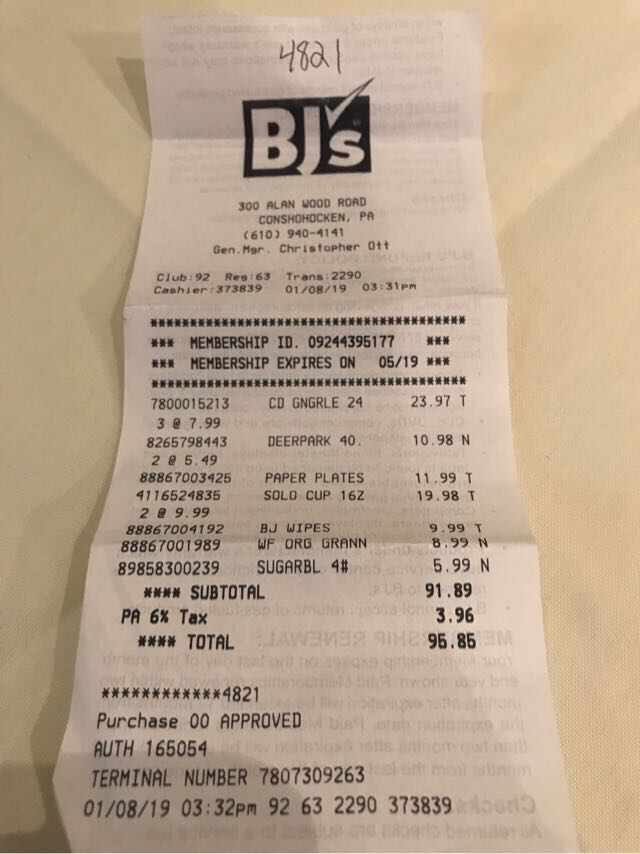 4821
BJ's
300 ALAN WOOD ROAD
CONSHOHOCKEN, PA
(610) 940-4141
Gen.Mgr. Christopher Ott
Club:92 Reg:63 Trans:2290
Cashier:373839 01/08/19 03:31pm
****************************************
*** MEMBERSHIP ID. 09244395177 ***
*** MEMBERSHIP EXPIRES ON 05/19 ***
****************************************
7800015213 CD GNGRLE 24 23.97 T
3 @ 7.99
8265798443 DEERPARK 40. 10.98 N
2 @ 5.49
88867003425 PAPER PLATES 11.99 T
4116524835 SOLO CUP 16Z 19.98 T
2 @ 9.99
88867004192 BJ WIPES 9.99 T
88867001989 WF ORG GRANN 8.99 N
89858300239 SUGARBL 4# 5.99 N
**** SUBTOTAL 91.89
PA 6% Tax 3.96
**** TOTAL 95.85
************4821
Purchase 00 APPROVED
AUTH 165054
TERMINAL NUMBER 7807309263
01/08/19 03:32pm 92 63 2290 373839